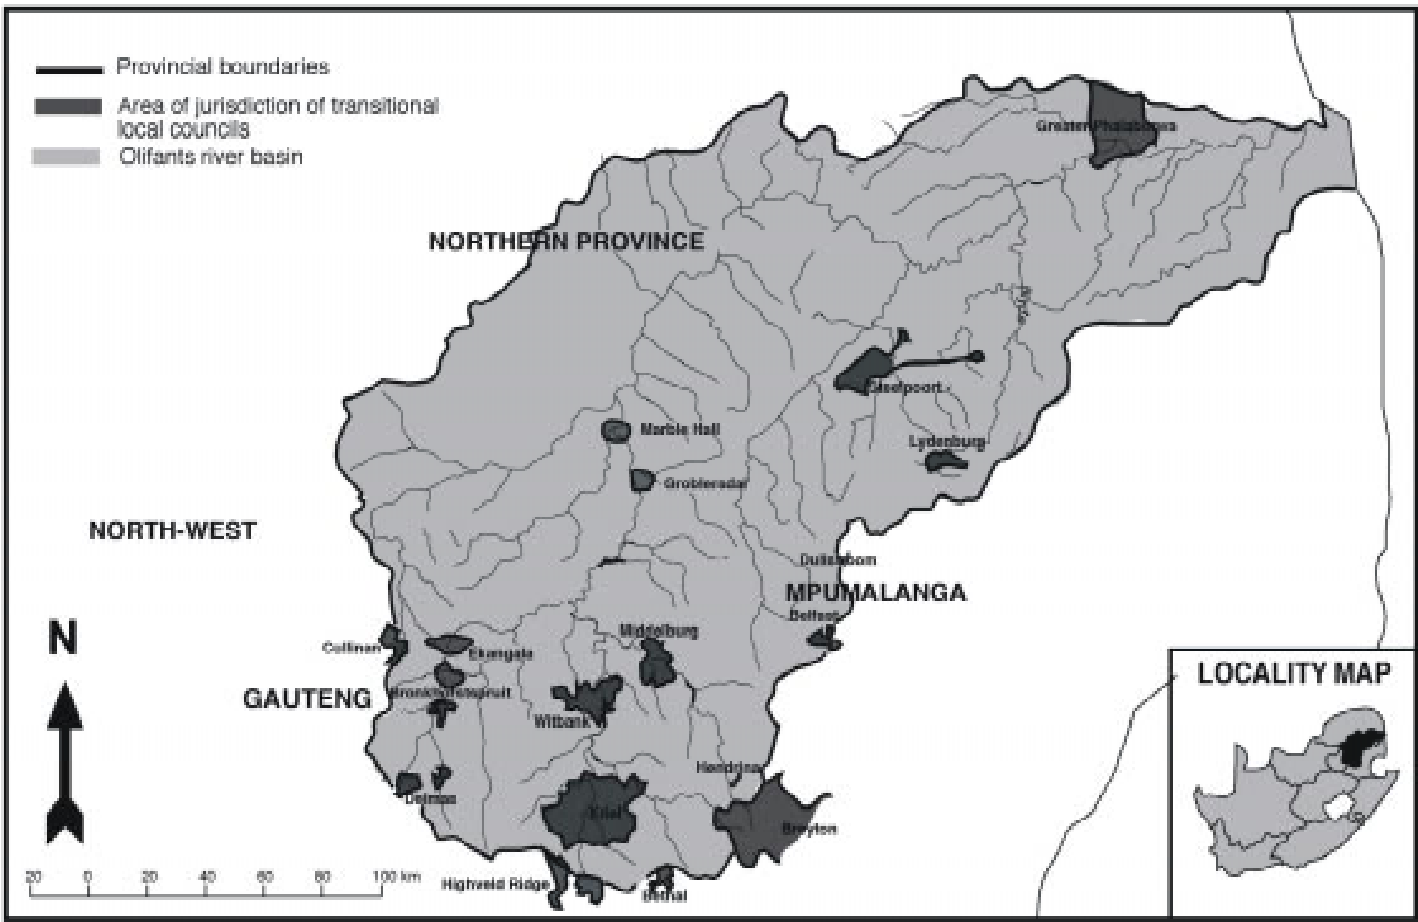 Provincial boundaries
Area of jurisdiction of transitional
local councils
Olifants river basin
Greater Phalaborwa
NORTHERN PROVINCE
Steelpoort
Marble Hall
Lydenburg
NORTH-WEST
MPUMALANGA
Belfast
N
Middelburg
Cullinan
Ekangala
GAUTENG
Bronkhorstspruit
Witbank
LOCALITY MAP
Hendrina
Delmas
Kriel
Breyton
20 0 20 40 60 80 100 km
Highveld Ridge
Bethal